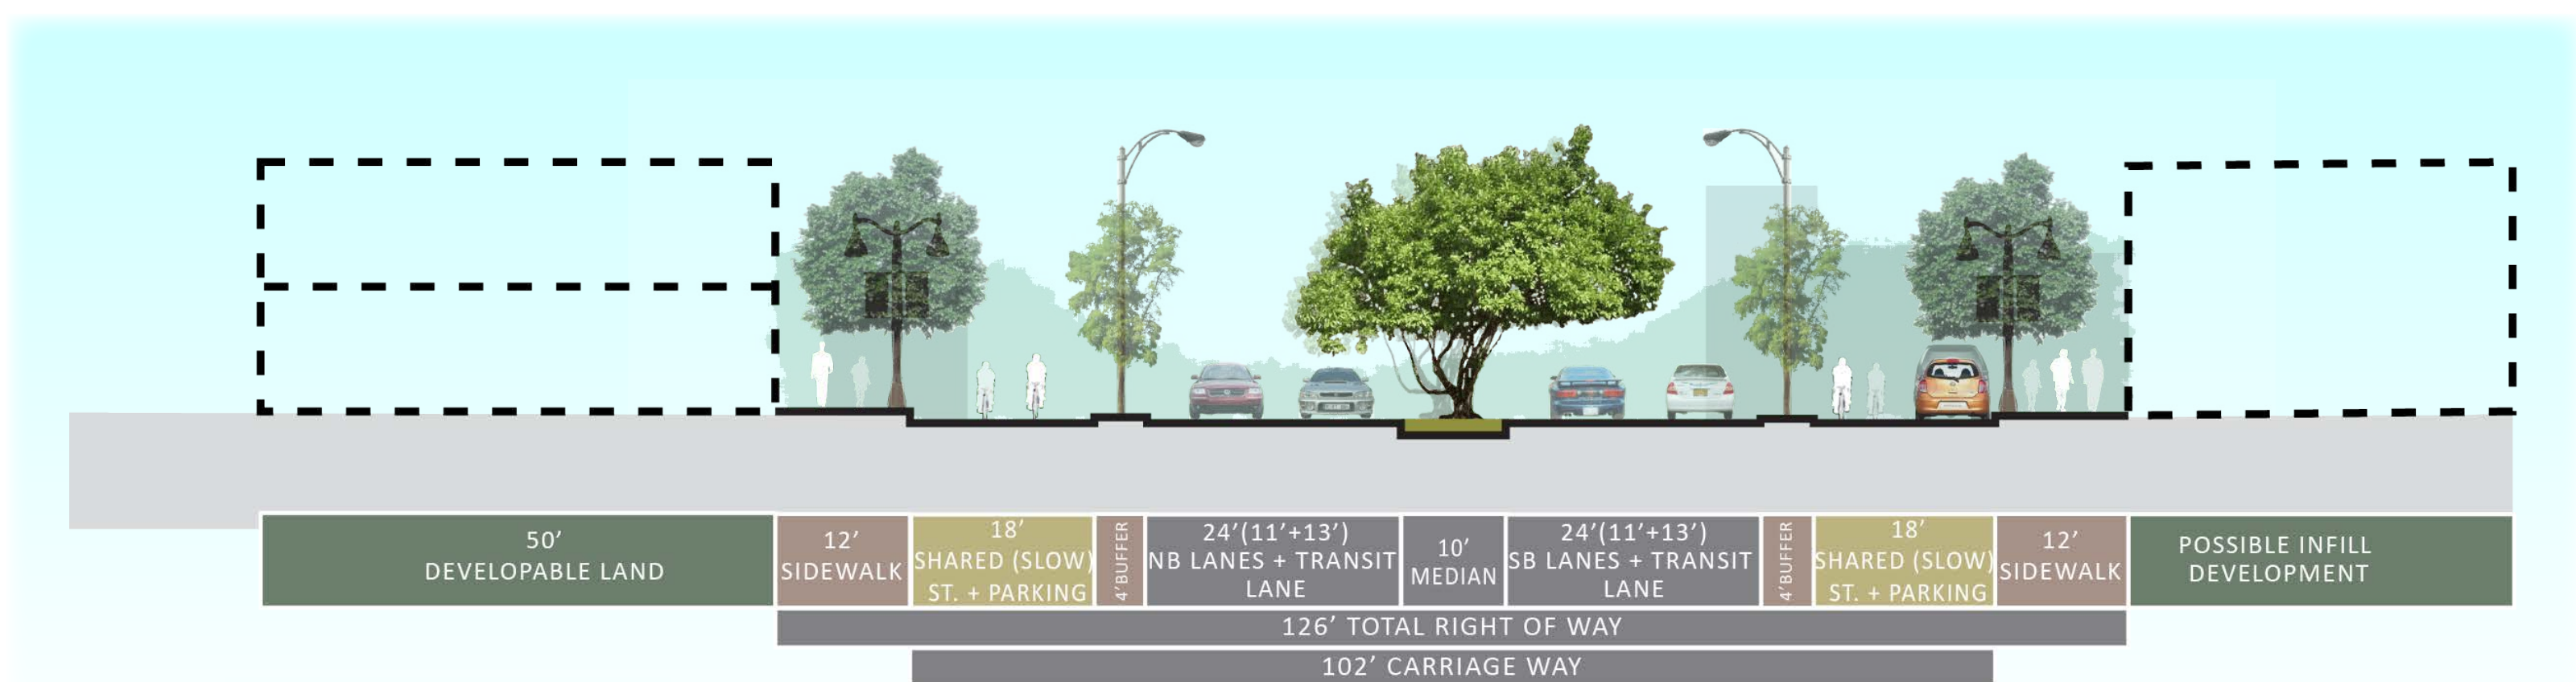 50’
DEVELOPABLE LAND
12’
SIDEWALK
18’
SHARED (SLOW)
ST. + PARKING
4’BUFFER
24’(11’+13’)
NB LANES + TRANSIT
LANE
10’
MEDIAN
24’(11’+13’)
SB LANES + TRANSIT
LANE
4’BUFFER
18’
SHARED (SLOW)
ST. + PARKING
12’
SIDEWALK
POSSIBLE INFILL
DEVELOPMENT
126’ TOTAL RIGHT OF WAY
102’ CARRIAGE WAY